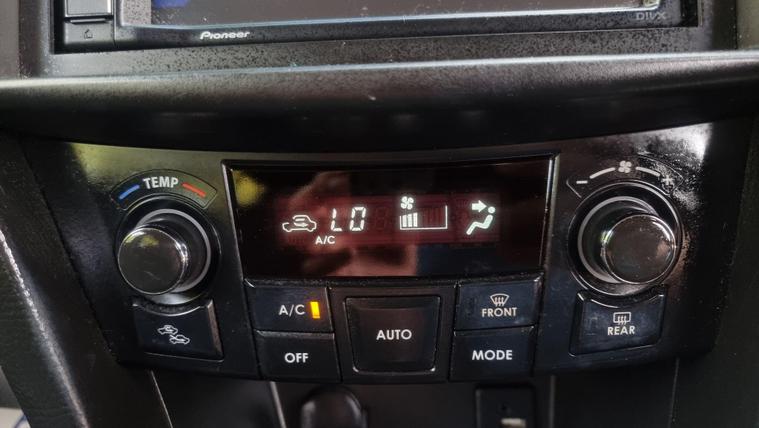 Pioneer
DIVX
TEMP
- +
LO
A/C
A/C
AUTO
FRONT
OFF
MODE
REAR